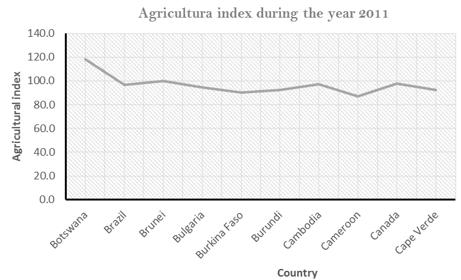 Agricultura index during the year 2011
Agricultural index
140.0
120.0
100.0
80.0
60.0
40.0
20.0
0.0
Botswana
Brazil
Brunei
Bulgaria
Burkina Faso
Burundi
Cambodia
Cameroon
Canada
Cape Verde
Country